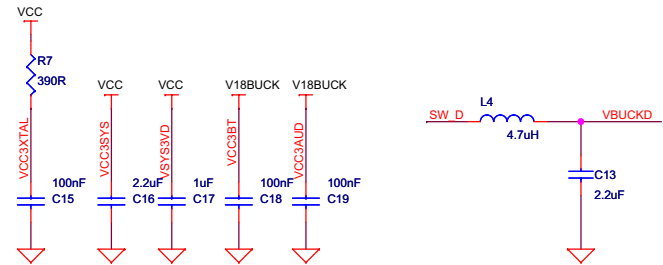 VCC
R7
390R
VCC VCC V18BUCK V18BUCK
VCC3XTAL
VCC3SYS
VSYS3VD
VCC3BT
VCC3AUD
100nF 2.2uF 1uF 100nF 100nF
C15 C16 C17 C18 C19
L4
SW_D VBUCKD
4.7uH
C13
2.2uF